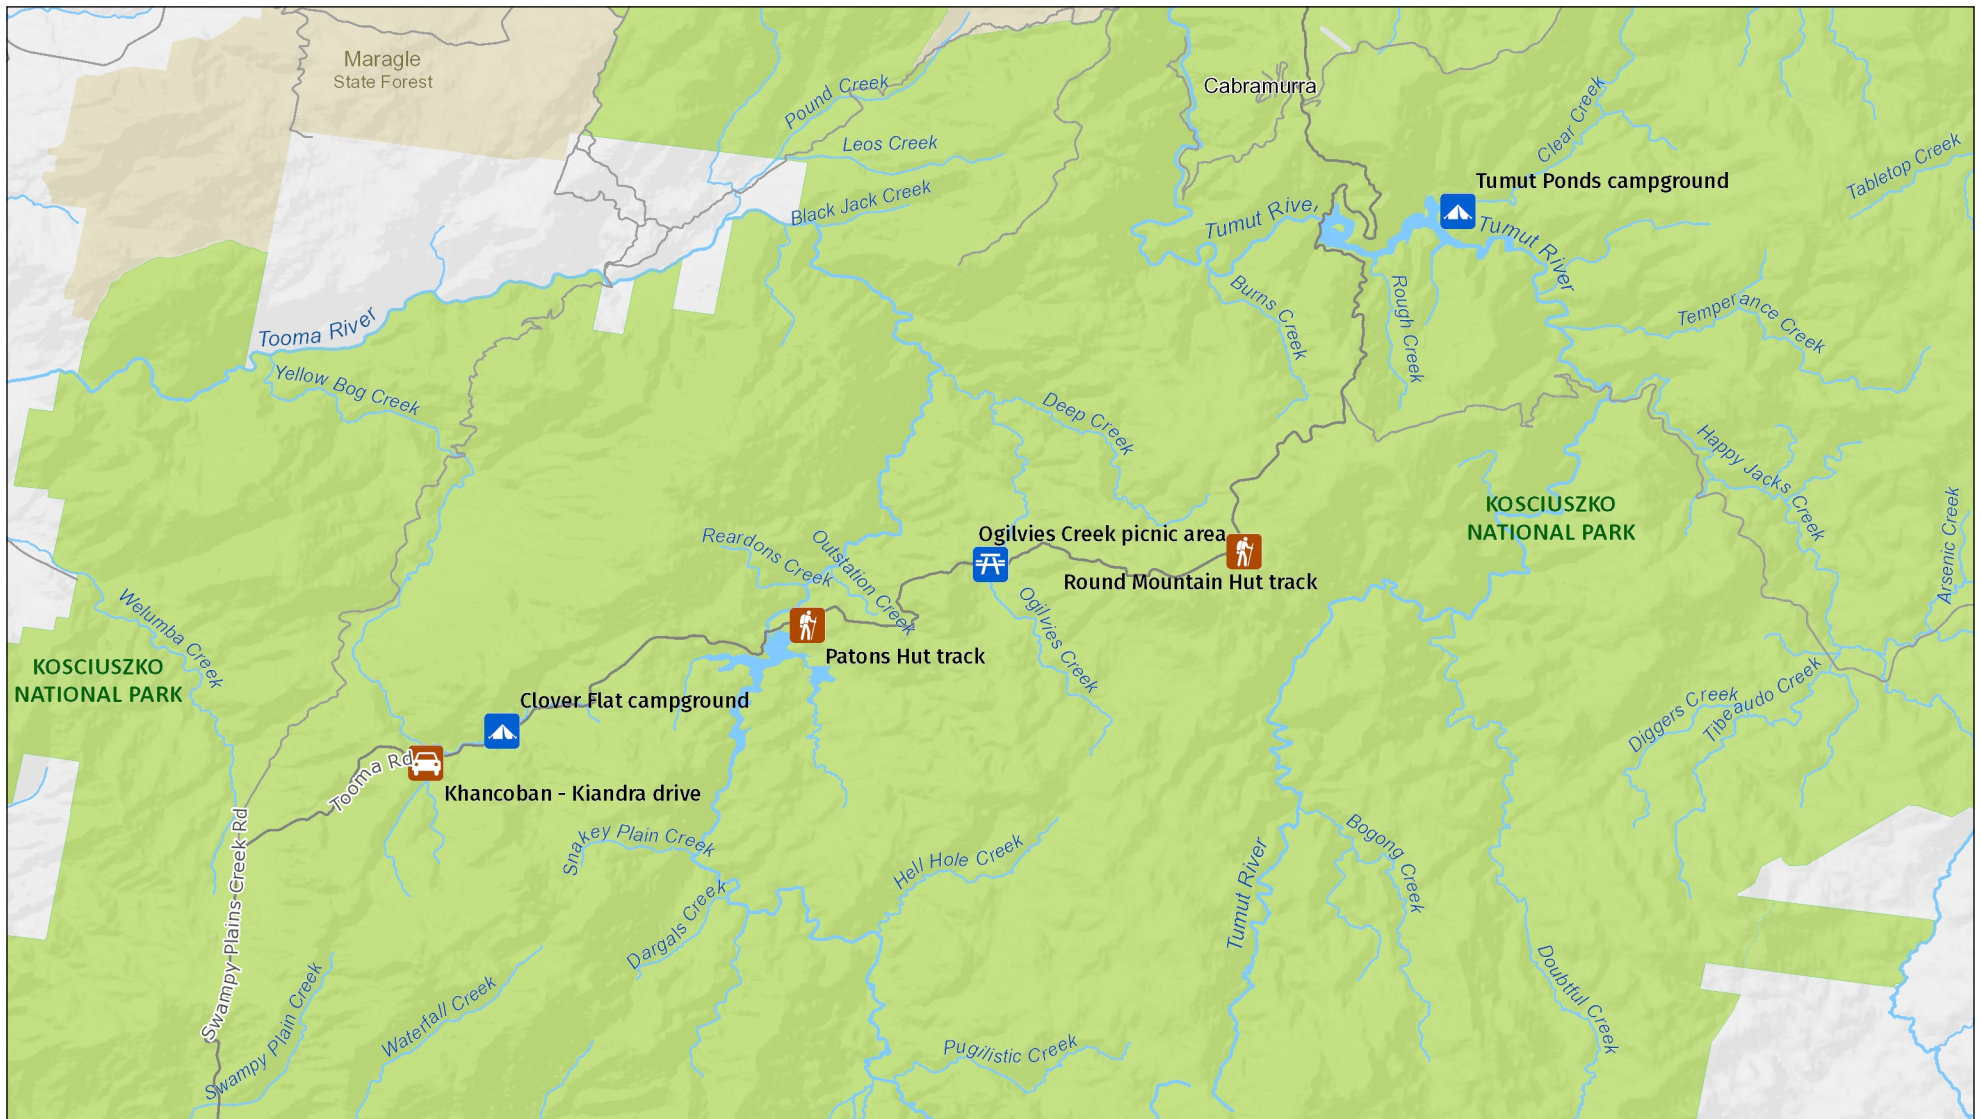 Maragle
State Forest
Pound Creek
Cabramurra
Clear Creek
Leos Creek
Tabletop Creek
Tumut Ponds campground
Black Jack Creek
Tumut River
Tumut River
Burns Creek
Rough Creek
Temperance Creek
Tooma River
Yellow Bog Creek
Deep Creek
Happy Jacks Creek
KOSCIUSZKO
NATIONAL PARK
Arsenic Creek
Reardons Creek
Outstation Creek
Ogilvies Creek picnic area
Round Mountain Hut track
Ogilvies Creek
Welumba Creek
KOSCIUSZKO
NATIONAL PARK
Patons Hut track
Clover Flat campground
Diggers Creek
Tibeaudo Creek
Tooma Rd
Khancoban - Kiandra drive
Snakey Plain Creek
Hell Hole Creek
Bogong Creek
Tumut River
Swampy Plains Creek Rd
Dargals Creek
Doubtful Creek
Swampy Plain Creek
Waterfall Creek
Pugilistic Creek